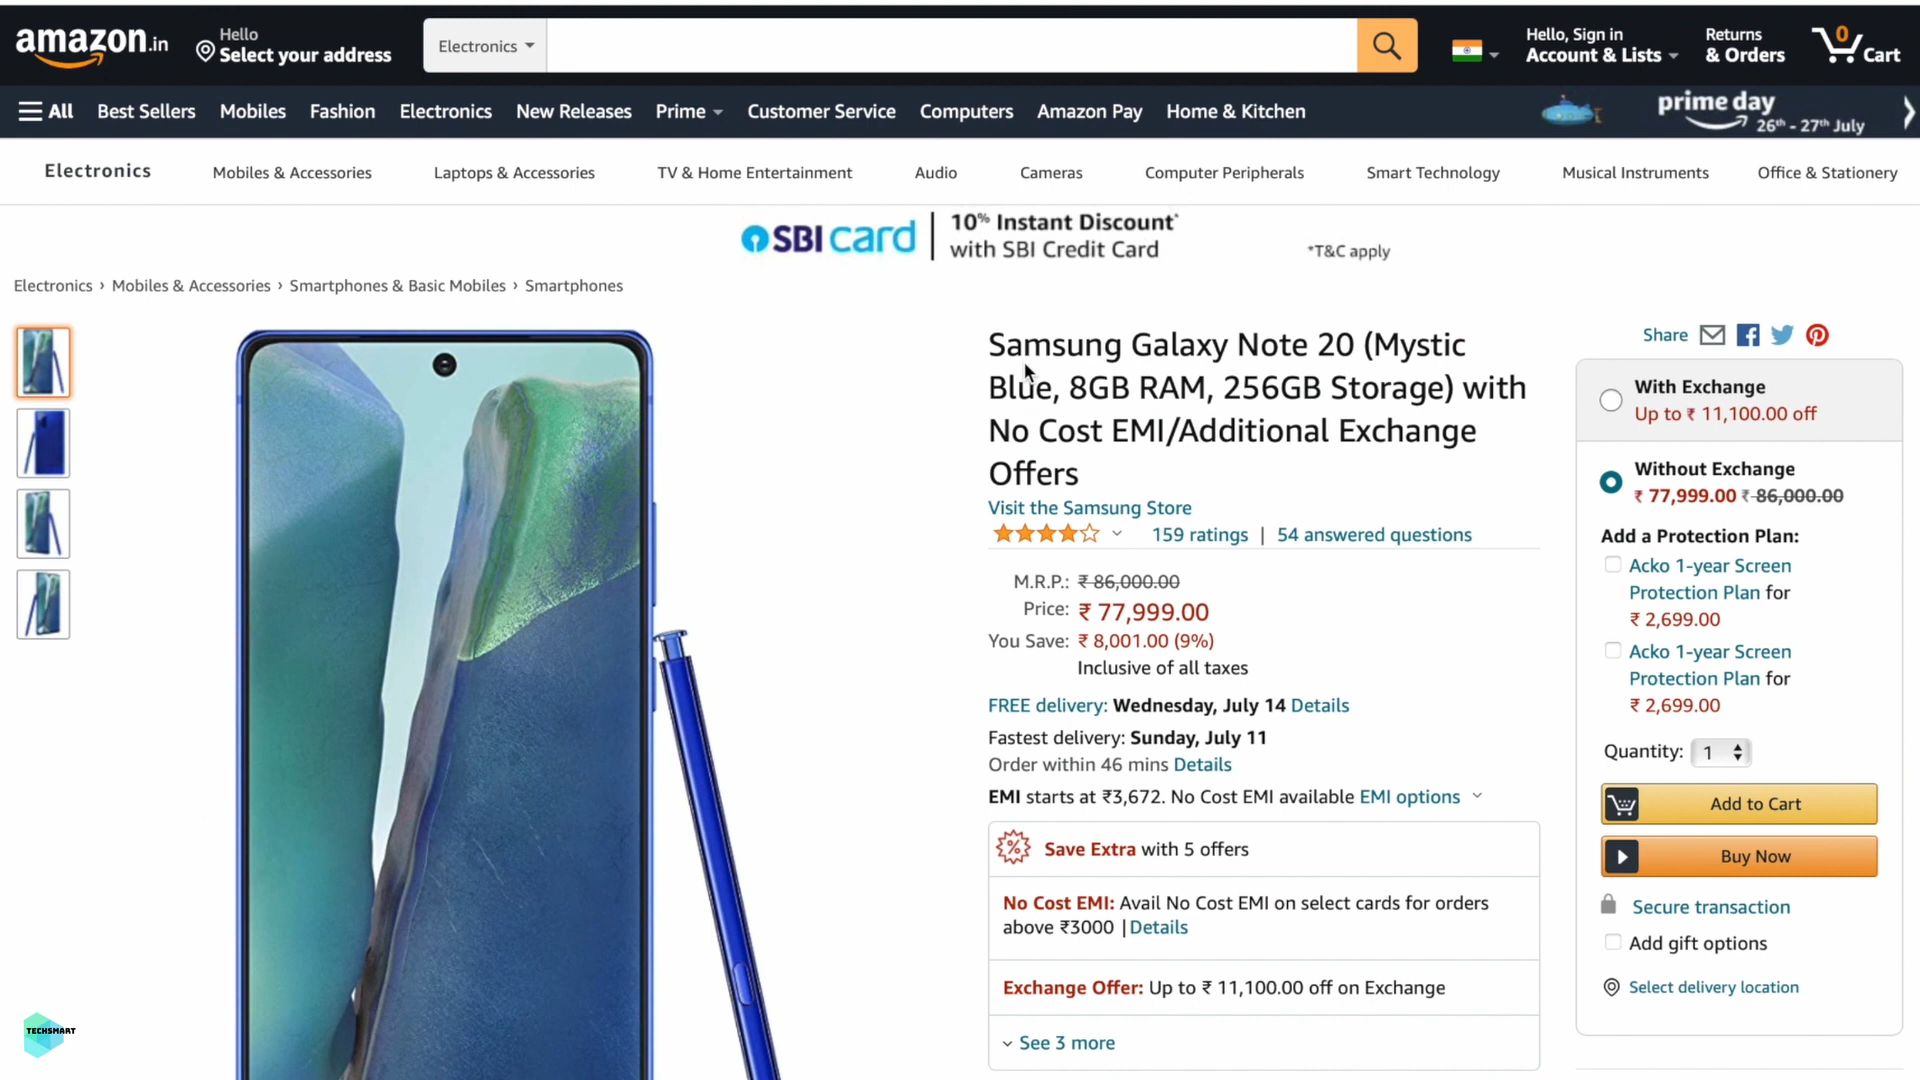 amazon.in
Hello
Select your address
Electronics
Hello, Sign in
Account & Lists
Returns
& Orders
0
Cart
All
Best Sellers
Mobiles
Fashion
Electronics
New Releases
Prime
Customer Service
Computers
Amazon Pay
Home & Kitchen
prime day
26th - 27th July
Electronics
Mobiles & Accessories
Laptops & Accessories
TV & Home Entertainment
Audio
Cameras
Computer Peripherals
Smart Technology
Musical Instruments
Office & Stationery
SBI card
10% Instant Discount*
with SBI Credit Card
*T&C apply
Electronics › Mobiles & Accessories › Smartphones & Basic Mobiles › Smartphones
Samsung Galaxy Note 20 (Mystic
Blue, 8GB RAM, 256GB Storage) with
No Cost EMI/Additional Exchange
Offers
Visit the Samsung Store
159 ratings | 54 answered questions
M.R.P.: ₹ 86,000.00
Price: ₹ 77,999.00
You Save: ₹ 8,001.00 (9%)
Inclusive of all taxes
FREE delivery: Wednesday, July 14 Details
Fastest delivery: Sunday, July 11
Order within 46 mins Details
EMI starts at ₹3,672. No Cost EMI available EMI options
Save Extra with 5 offers
No Cost EMI: Avail No Cost EMI on select cards for orders
above ₹3000 | Details
Exchange Offer: Up to ₹ 11,100.00 off on Exchange
See 3 more
Share
With Exchange
Up to ₹ 11,100.00 off
Without Exchange
₹ 77,999.00 ₹ 86,000.00
Add a Protection Plan:
Acko 1-year Screen
Protection Plan for
₹ 2,699.00
Acko 1-year Screen
Protection Plan for
₹ 2,699.00
Quantity: 1
Add to Cart
Buy Now
Secure transaction
Add gift options
Select delivery location
TECHSMART